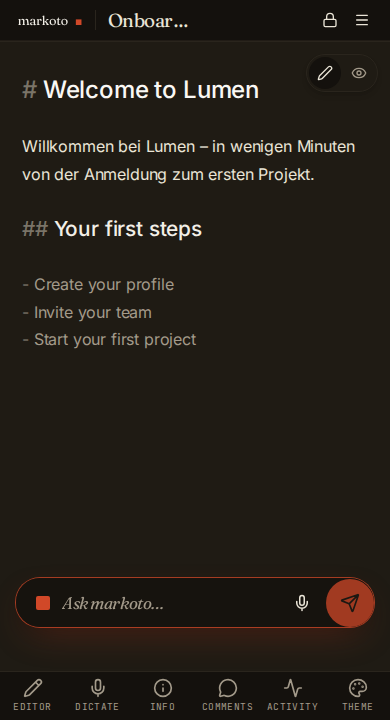 markoto
Onboar...
# Welcome to Lumen
Willkommen bei Lumen – in wenigen Minuten
von der Anmeldung zum ersten Projekt.
## Your first steps
- Create your profile
- Invite your team
- Start your first project
Ask markoto...
EDITOR
DICTATE
INFO
COMMENTS
ACTIVITY
THEME